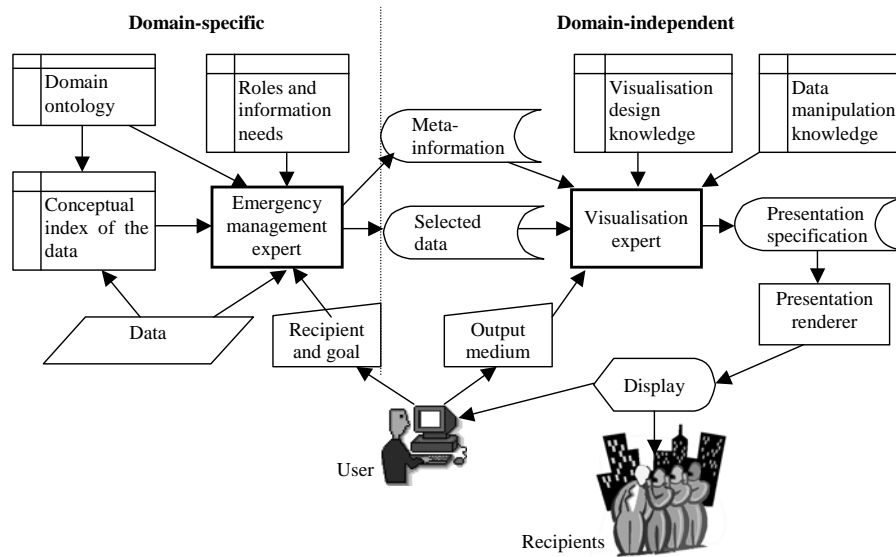 Domain-specific
Domain-independent
Domain
ontology
Roles and
information
needs
Meta-
information
Visualisation
design
knowledge
Data
manipulation
knowledge
Conceptual
index of the
data
Emergency
management
expert
Selected
data
Visualisation
expert
Presentation
specification
Data
Recipient
and goal
Output
medium
Presentation
renderer
Display
User
Recipients